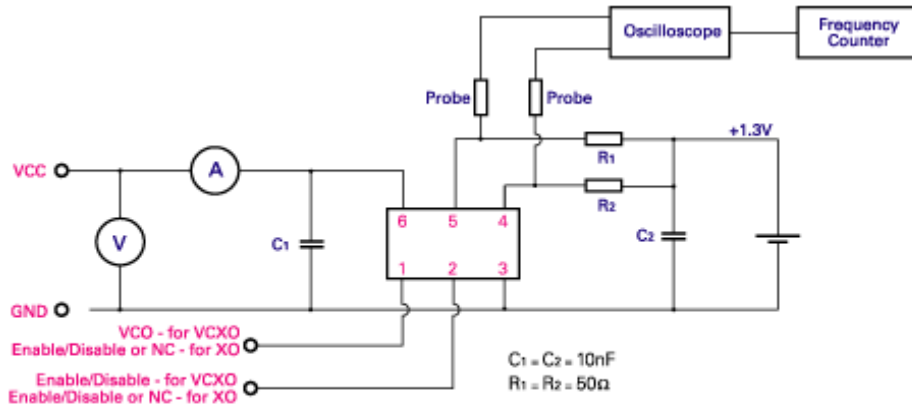 Oscilloscope
Frequency
Counter
Probe
Probe
+1.3V
R1
VCC
A
R2
6 5 4
V
C1
C2
1 2 3
GND
VCO - for VCXO
Enable/Disable or NC - for XO
C1 = C2 = 10nF
R1 = R2 = 50Ω
Enable/Disable - for VCXO
Enable/Disable or NC - for XO